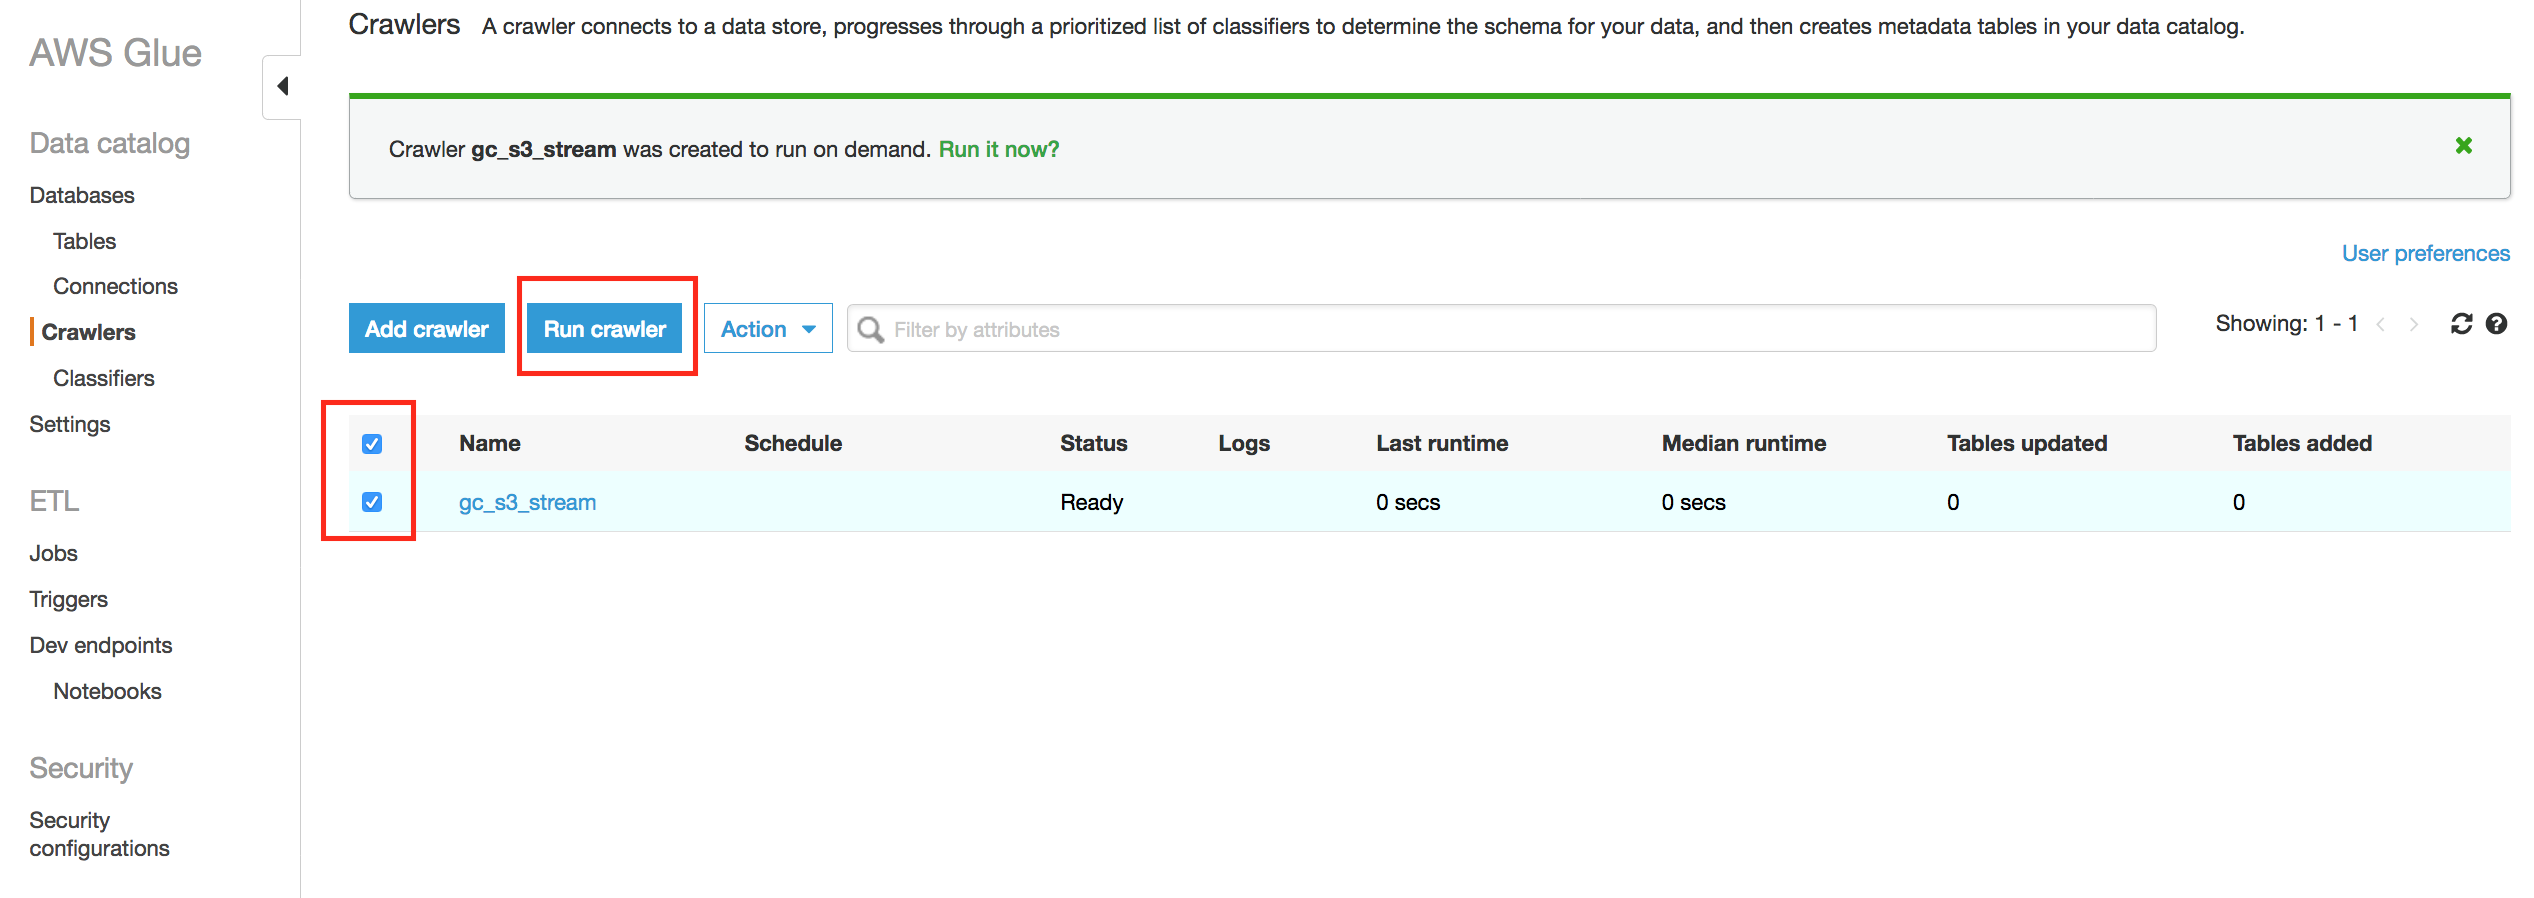 AWS Glue
Data catalog
Databases
Tables
Connections
Crawlers
Classifiers
Settings
ETL
Jobs
Triggers
Dev endpoints
Notebooks
Security
Security
configurations
Crawlers A crawler connects to a data store, progresses through a prioritized list of classifiers to determine the schema for your data, and then creates metadata tables in your data catalog.
Crawler gc_s3_stream was created to run on demand. Run it now?
User preferences
Add crawler Run crawler Action Filter by attributes Showing: 1 - 1
Name Schedule Status Logs Last runtime Median runtime Tables updated Tables added
gc_s3_stream Ready 0 secs 0 secs 0 0